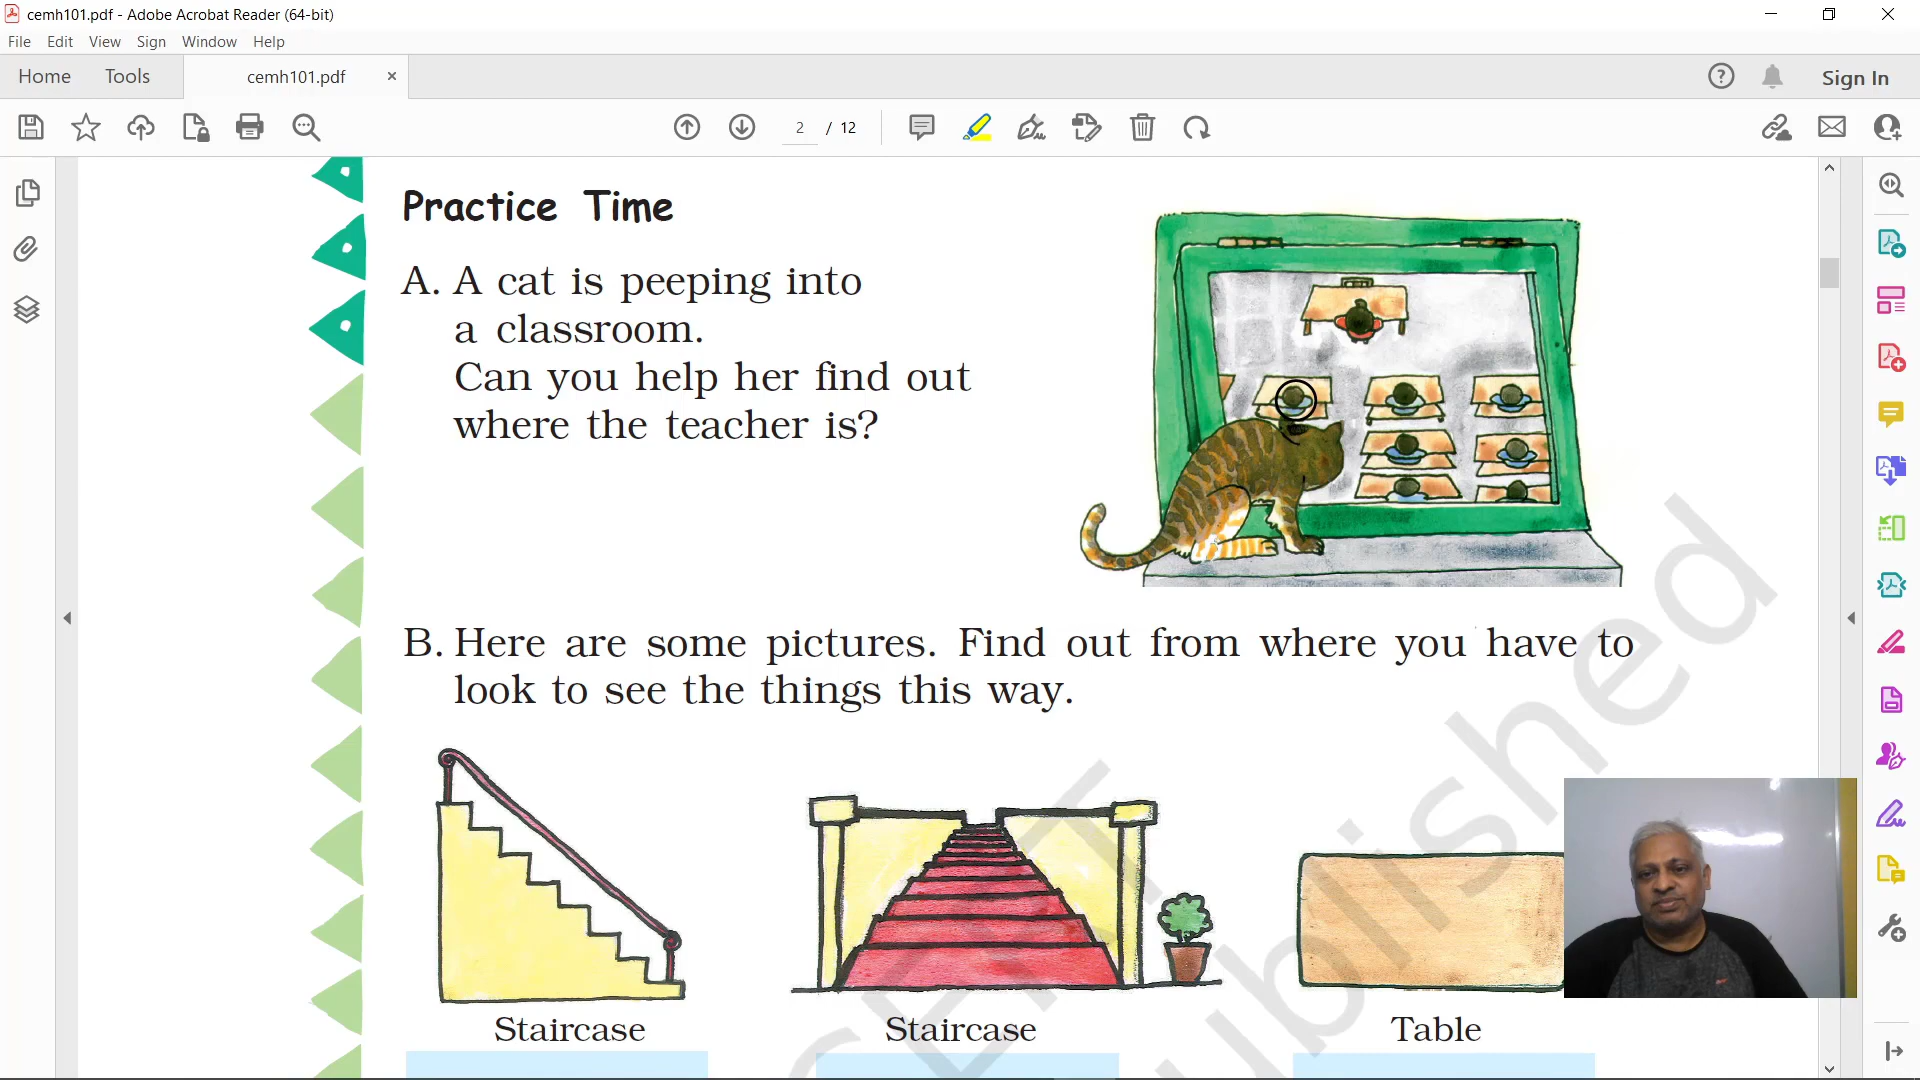 cemh101.pdf - Adobe Acrobat Reader (64-bit)
File Edit View Sign Window Help
Home Tools cemh101.pdf × Sign In
2 / 12
Practice Time
A. A cat is peeping into
a classroom.
Can you help her find out
where the teacher is?
B. Here are some pictures. Find out from where you have to
look to see the things this way.
Staircase Staircase Table